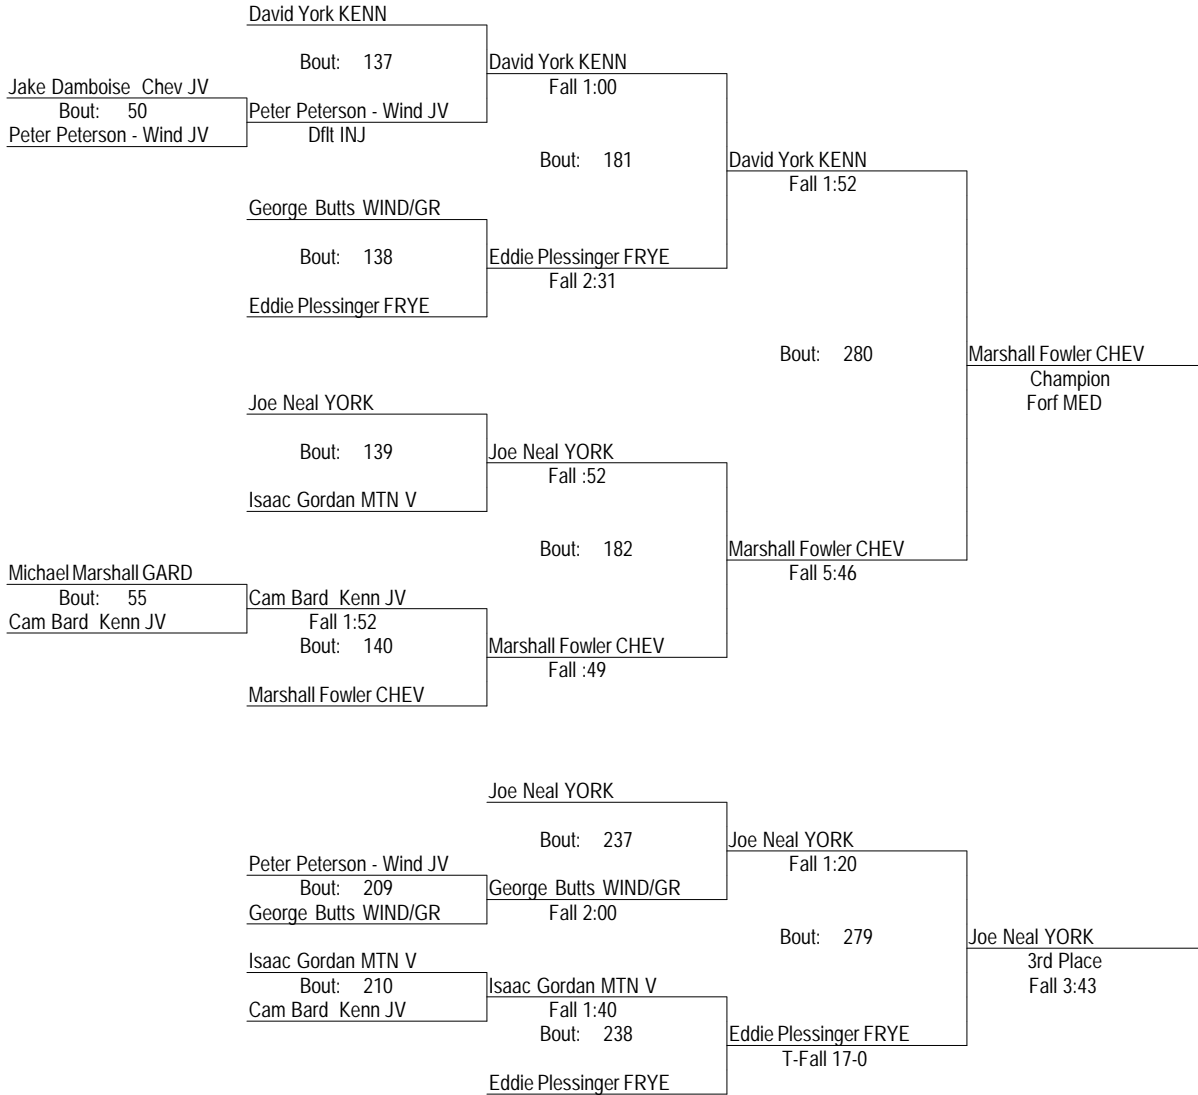 David York KENN
Bout: 137
David York KENN
Fall 1:00
Jake Damboise Chev JV
Bout: 50
Peter Peterson - Wind JV
Peter Peterson - Wind JV
Dflt INJ
Bout: 181
David York KENN
Fall 1:52
George Butts WIND/GR
Bout: 138
Eddie Plessinger FRYE
Fall 2:31
Eddie Plessinger FRYE
Bout: 280
Marshall Fowler CHEV
Champion
Forf MED
Joe Neal YORK
Bout: 139
Joe Neal YORK
Fall :52
Isaac Gordan MTN V
Bout: 182
Marshall Fowler CHEV
Fall 5:46
Michael Marshall GARD
Bout: 55
Cam Bard Kenn JV
Cam Bard Kenn JV
Fall 1:52
Bout: 140
Marshall Fowler CHEV
Fall :49
Marshall Fowler CHEV
Joe Neal YORK
Bout: 237
Joe Neal YORK
Fall 1:20
Peter Peterson - Wind JV
Bout: 209
George Butts WIND/GR
George Butts WIND/GR
Fall 2:00
Bout: 279
Joe Neal YORK
3rd Place
Fall 3:43
Isaac Gordan MTN V
Bout: 210
Cam Bard Kenn JV
Isaac Gordan MTN V
Fall 1:40
Bout: 238
Eddie Plessinger FRYE
T-Fall 17-0
Eddie Plessinger FRYE